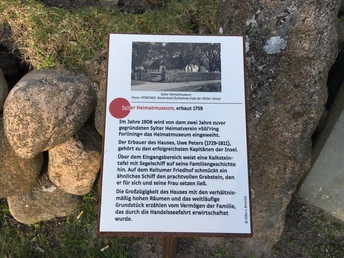 Sylter Heimatmuseum
Sylter Heimatmuseum, erbaut 1759
Im Jahre 1908 wird von dem zwei Jahre zuvor
gegründeten Sylter Heimatverein »Söl'ring
Foriining« das Heimatmuseum eingeweiht.
Der Erbauer des Hauses, Uwe Peters (1729-1811),
gehört zu den erfolgreichsten Kapitänen der Insel.
Über dem Eingangsbereich weist eine Kalkstein-
tafel mit Segelschiff auf seine Familiengeschichte
hin. Auf dem Keitumer Friedhof schmückt ein
ähnliches Schiff den prachtvollen Grabstein, den
er für sich und seine Frau setzen ließ.
Die Großzügigkeit des Hauses mit den verhältnis-
mäßig hohen Räumen und das weitläufige
Grundstück erzählen vom Vermögen der Familie,
das durch die Handelsseefahrt erwirtschaftet
wurde.